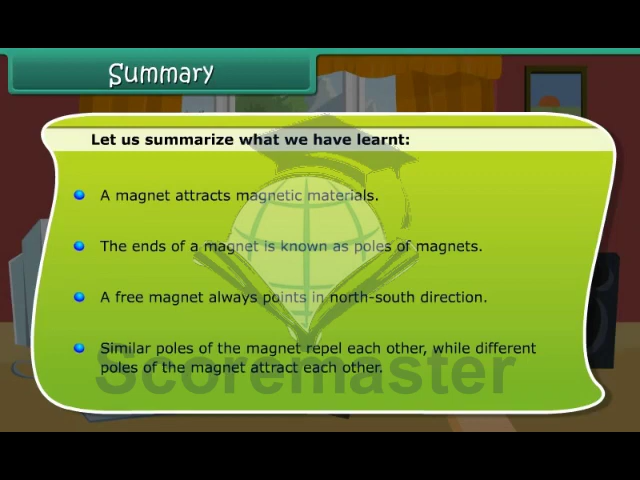 Summary
Let us summarize what we have learnt:
A magnet attracts magnetic materials.
The ends of a magnet is known as poles of magnets.
A free magnet always points in north-south direction.
Similar poles of the magnet repel each other, while different
poles of the magnet attract each other.
Scoremaster